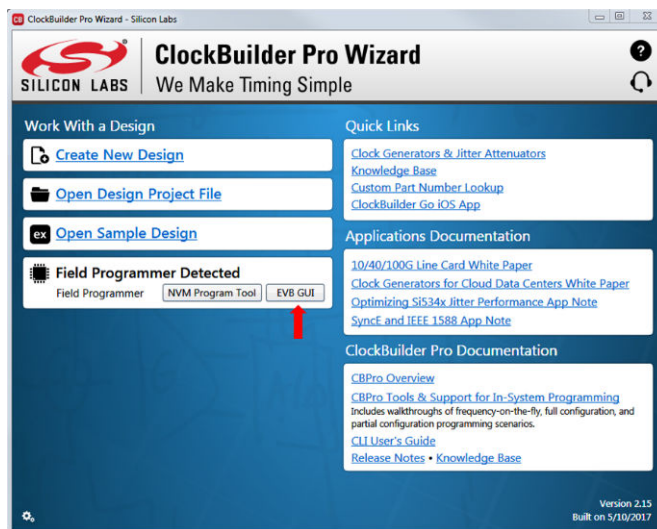 CB ClockBuilder Pro Wizard - Silicon Labs
SILICON LABS
ClockBuilder Pro Wizard
We Make Timing Simple
?
Work With a Design
Create New Design
Open Design Project File
ex Open Sample Design
Field Programmer Detected
Field Programmer NVM Program Tool EVB GUI
Quick Links
Clock Generators & Jitter Attenuators
Knowledge Base
Custom Part Number Lookup
ClockBuilder Go iOS App
Applications Documentation
10/40/100G Line Card White Paper
Clock Generators for Cloud Data Centers White Paper
Optimizing Si534x Jitter Performance App Note
SyncE and IEEE 1588 App Note
ClockBuilder Pro Documentation
CBPro Overview
CBPro Tools & Support for In-System Programming
Includes walkthroughs of frequency-on-the-fly, full configuration, and
partial configuration programming scenarios.
CLI User's Guide
Release Notes • Knowledge Base
Version 2.15
Built on 5/10/2017